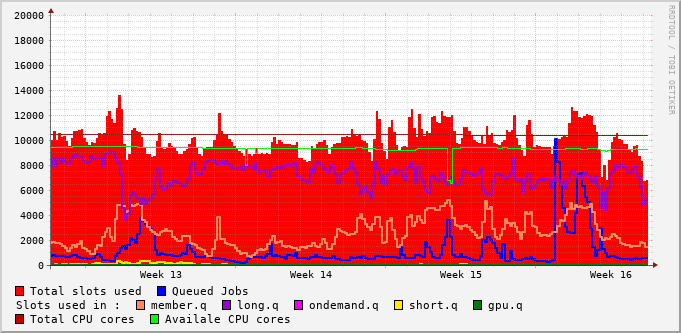 20000
18000
16000
14000
12000
10000
8000
6000
4000
2000
0
Week 13 Week 14 Week 15 Week 16
RRDTOOL / TOBI OETIKER
Total slots used Queued Jobs
Slots used in : member.q long.q ondemand.q short.q gpu.q
Total CPU cores Availale CPU cores